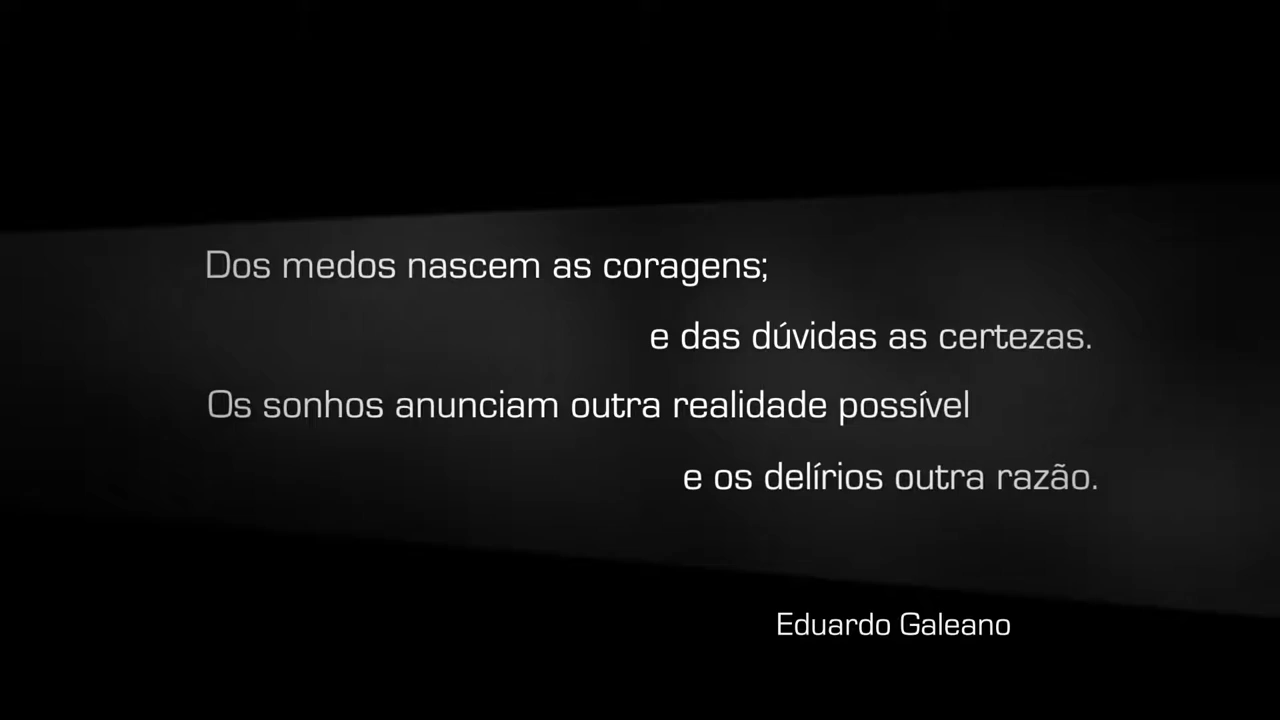 Dos medos nascem as coragens;
e das dúvidas as certezas.
Os sonhos anunciam outra realidade possível
e os delírios outra razão.
Eduardo Galeano